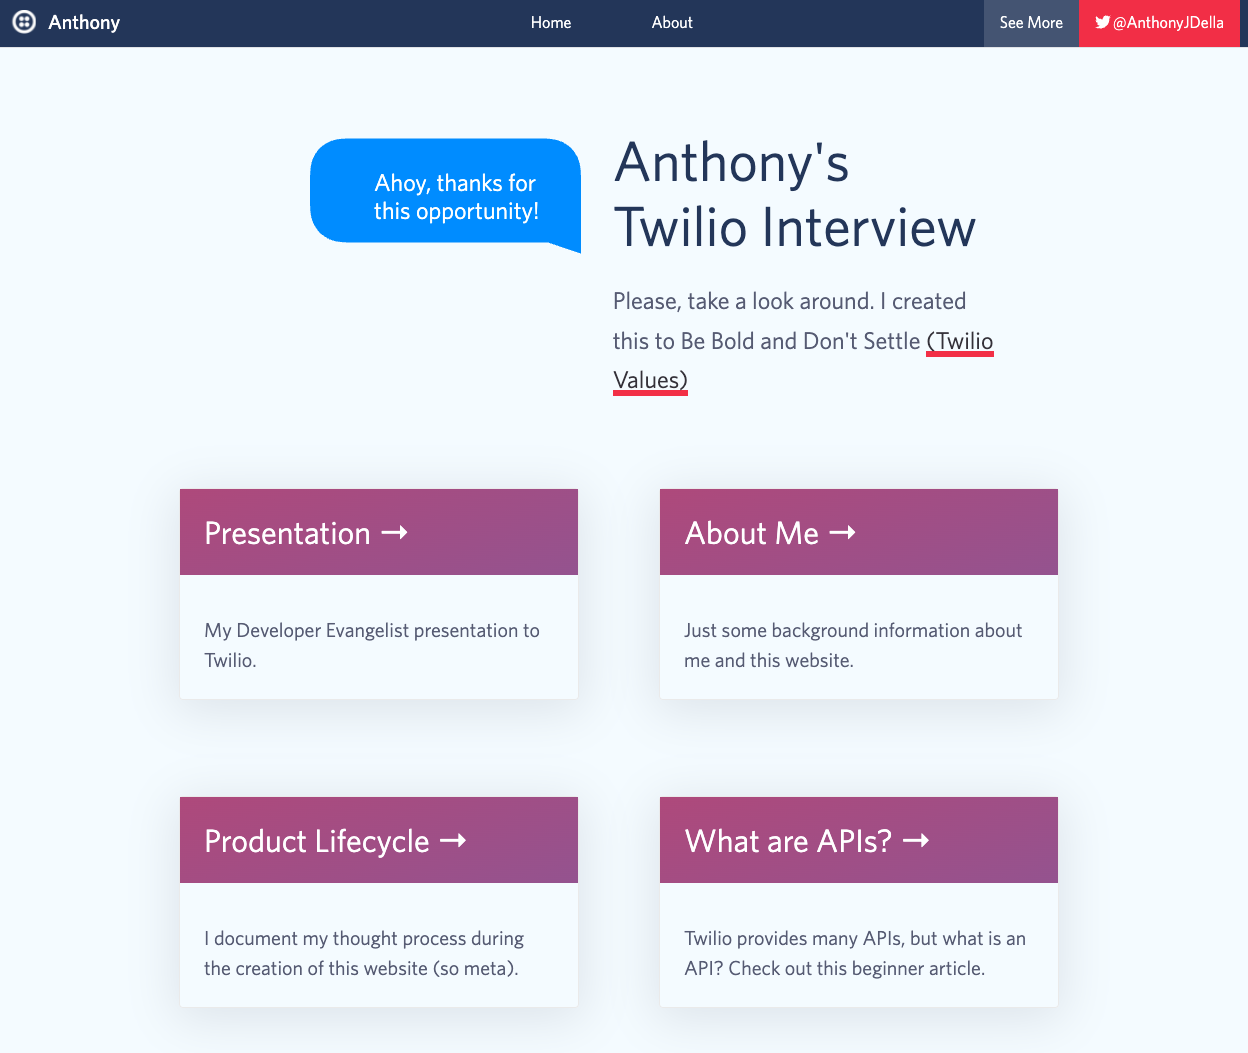 Anthony
Home
About
See More
@AnthonyJDella
Ahoy, thanks for
this opportunity!
Anthony's
Twilio Interview
Please, take a look around. I created
this to Be Bold and Don't Settle (Twilio
Values)
Presentation →
My Developer Evangelist presentation to
Twilio.
About Me →
Just some background information about
me and this website.
Product Lifecycle →
I document my thought process during
the creation of this website (so meta).
What are APIs? →
Twilio provides many APIs, but what is an
API? Check out this beginner article.